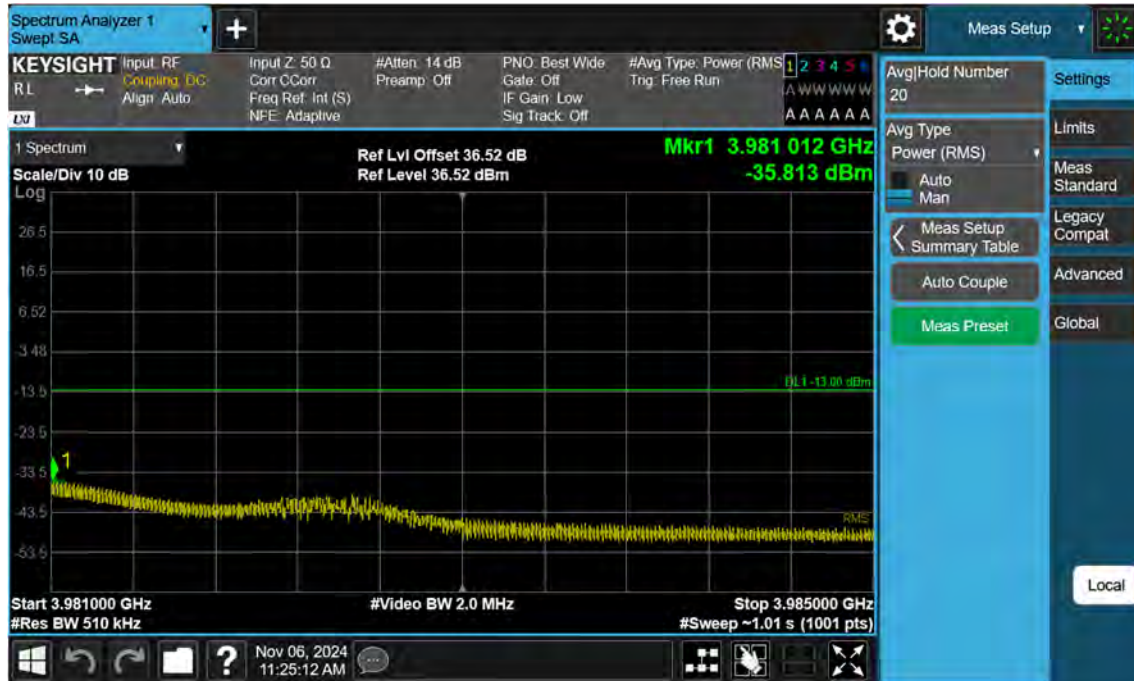 Spectrum Analyzer 1
Swept SA
+
Meas Setup
KEYSIGHT
RL
LXI
Input: RF
Coupling: DC
Align: Auto
Input Z: 50 Ω
Corr CCorr
Freq Ref: Int (S)
NFE: Adaptive
#Atten: 14 dB
Preamp: Off
PNO: Best Wide
Gate: Off
IF Gain: Low
Sig Track: Off
#Avg Type: Power (RMS
Trig: Free Run
1 2 3 4 5 6
A W W W W W
A A A A A A
1 Spectrum
Scale/Div 10 dB
Ref Lvl Offset 36.52 dB
Ref Level 36.52 dBm
Mkr1 3.981 012 GHz
-35.813 dBm
Log
26.5
16.5
6.52
-3.48
-13.5
-23.5
-33.5
-43.5
-53.5
DL1 -13.00 dBm
1
RMS
Start 3.981000 GHz
#Res BW 510 kHz
#Video BW 2.0 MHz
Stop 3.985000 GHz
#Sweep ~1.01 s (1001 pts)
Avg|Hold Number
20
Avg Type
Power (RMS)
Auto
Man
Meas Setup
Summary Table
Auto Couple
Meas Preset
Settings
Limits
Meas
Standard
Legacy
Compat
Advanced
Global
Local
?
Nov 06, 2024
11:25:12 AM